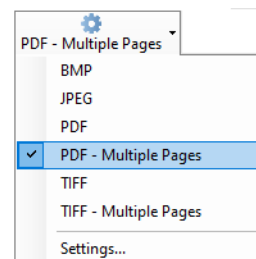 PDF - Multiple Pages
BMP
JPEG
PDF
PDF - Multiple Pages
TIFF
TIFF - Multiple Pages
Settings...